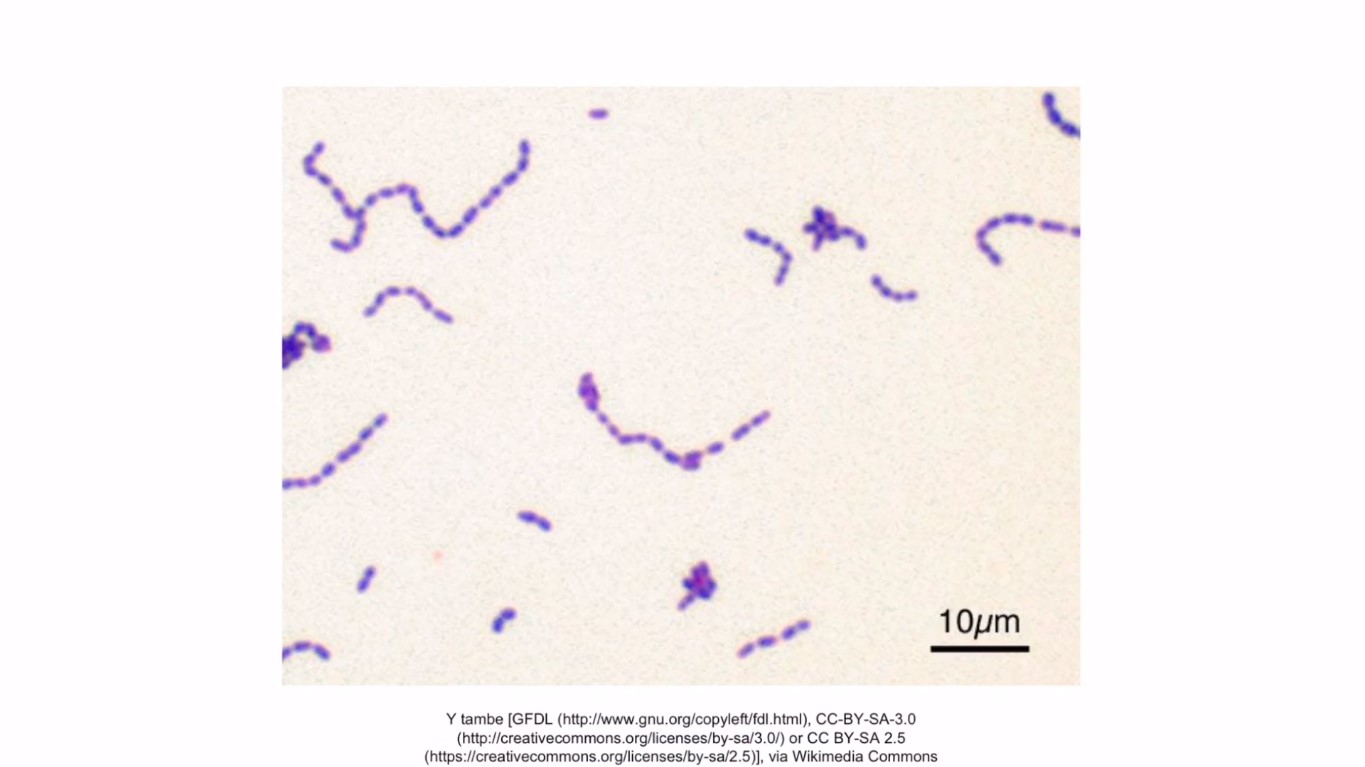 10µm
Y tambe [GFDL (http://www.gnu.org/copyleft/fdl.html), CC-BY-SA-3.0
(http://creativecommons.org/licenses/by-sa/3.0/) or CC BY-SA 2.5
(https://creativecommons.org/licenses/by-sa/2.5)], via Wikimedia Commons